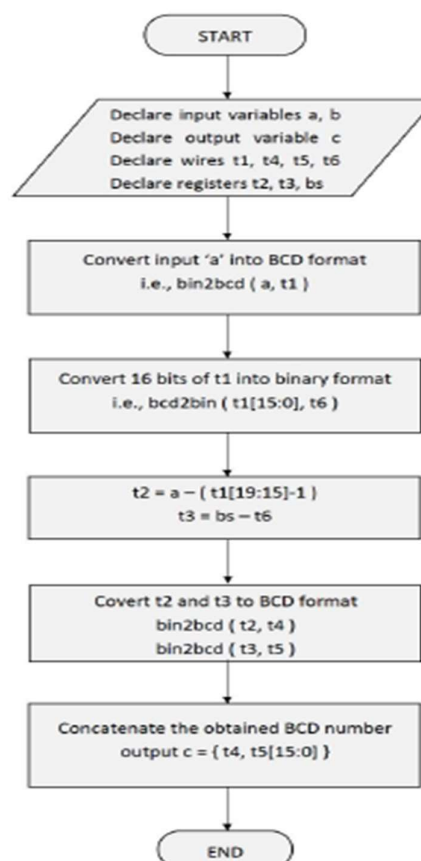 START
Declare input variables a, b
Declare output variable c
Declare wires t1, t4, t5, t6
Declare registers t2, t3, bs
Convert input ‘a’ into BCD format
i.e., bin2bcd ( a, t1 )
Convert 16 bits of t1 into binary format
i.e., bcd2bin ( t1[15:0], t6 )
t2 = a – ( t1[19:15]-1 )
t3 = bs – t6
Covert t2 and t3 to BCD format
bin2bcd ( t2, t4 )
bin2bcd ( t3, t5 )
Concatenate the obtained BCD number
output c = { t4, t5[15:0] }
END